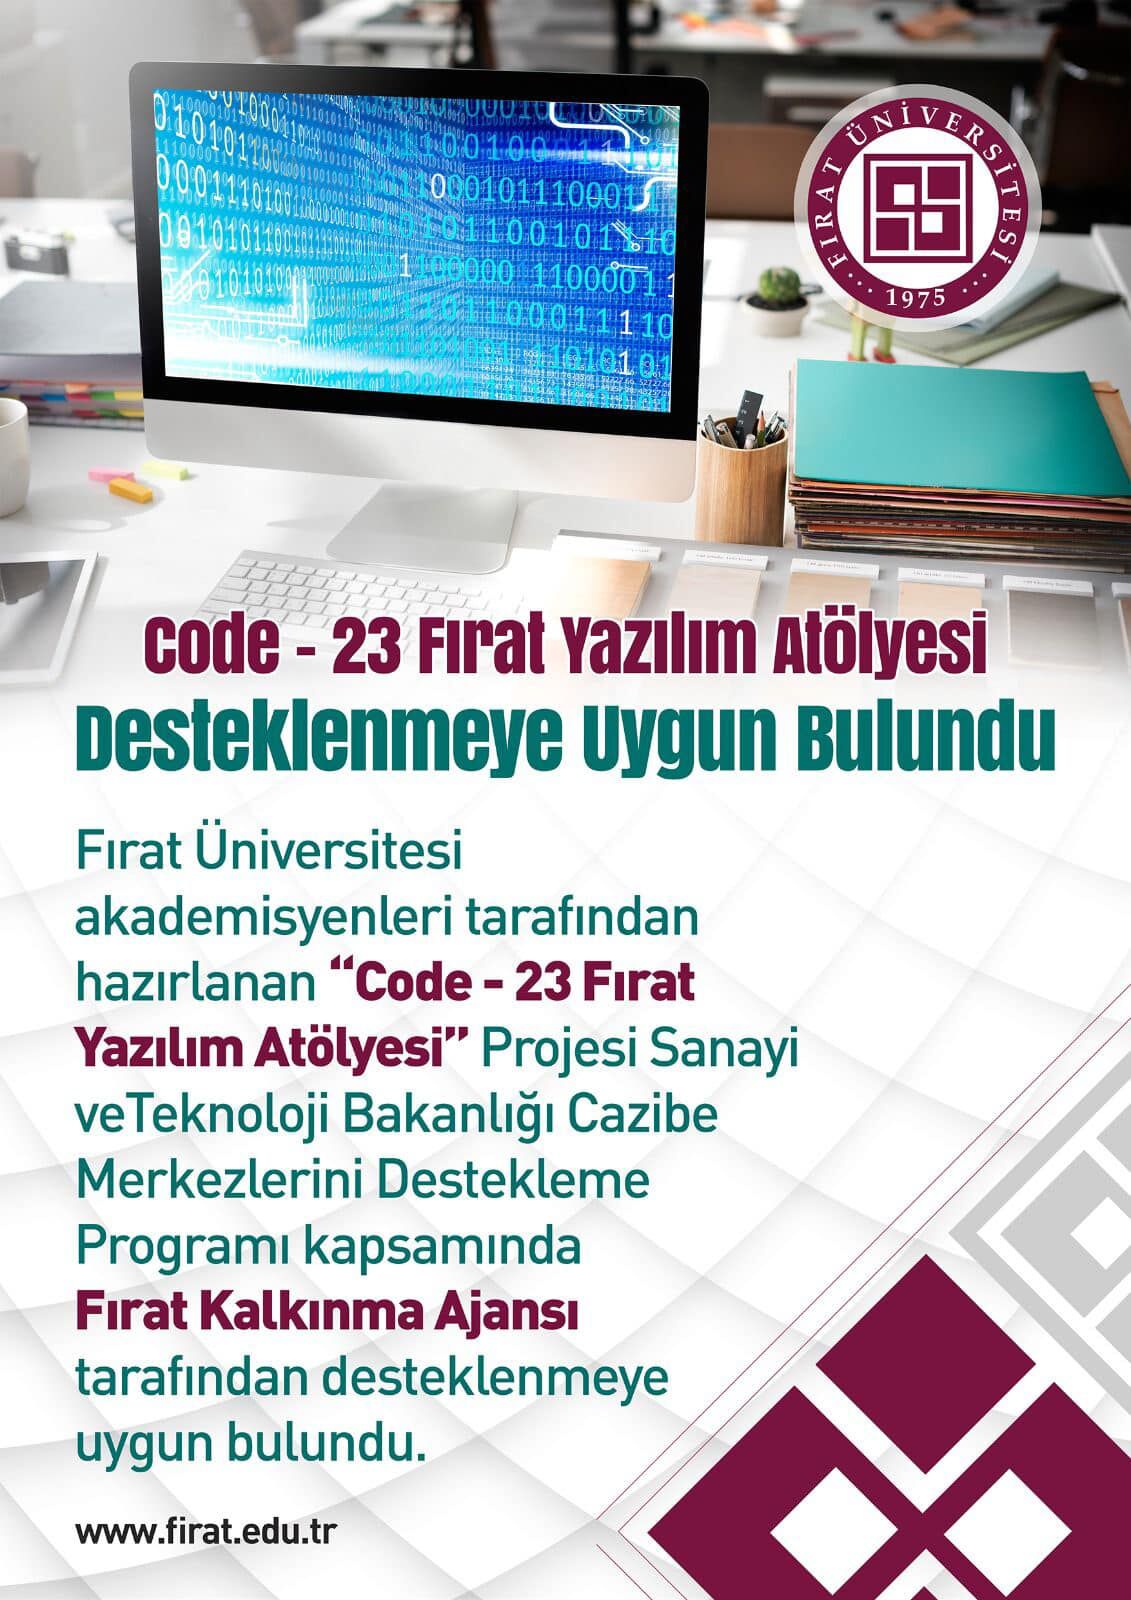 FIRAT ÜNİVERSİTESİ
1975
Code - 23 Fırat Yazılım Atölyesi
Desteklenmeye Uygun Bulundu
Fırat Üniversitesi
akademisyenleri tarafından
hazırlanan “Code - 23 Fırat
Yazılım Atölyesi” Projesi Sanayi
veTeknoloji Bakanlığı Cazibe
Merkezlerini Destekleme
Programı kapsamında
Fırat Kalkınma Ajansı
tarafından desteklenmeye
uygun bulundu.
www.firat.edu.tr